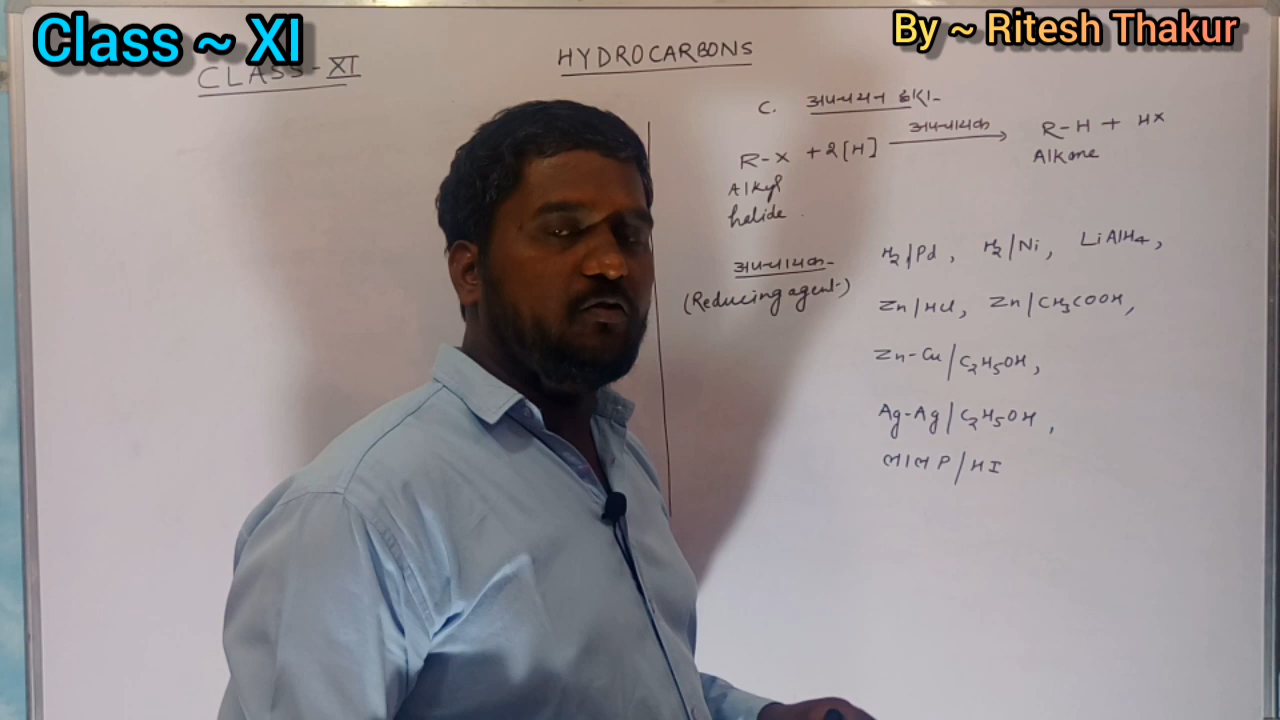 Class ~ XI
By ~ Ritesh Thakur
CLASS-XI
HYDROCARBONS
C. अपचयन द्वारा-
R-X + 2[H] अपचायक R-H + HX
Alkyl
halide
Alkane
अपचायक-
(Reducing agent-)
H2/Pd, H2/Ni, LiAlH4,
Zn/HCl, Zn/CH3COOH,
Zn-Cu/C2H5OH,
Ag-Ag/C2H5OH,
लाल P/HI